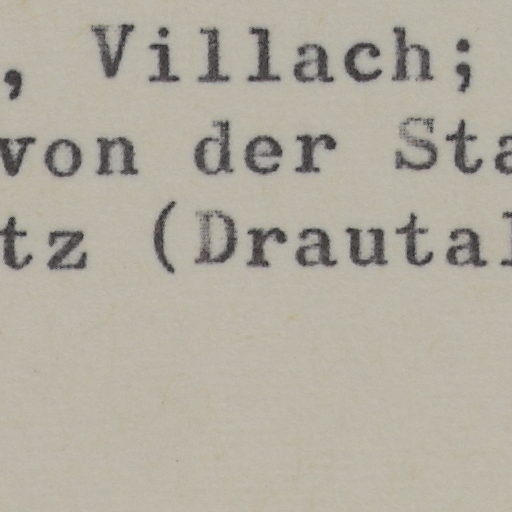 , Villach;
von der Sta
tz (Drautal